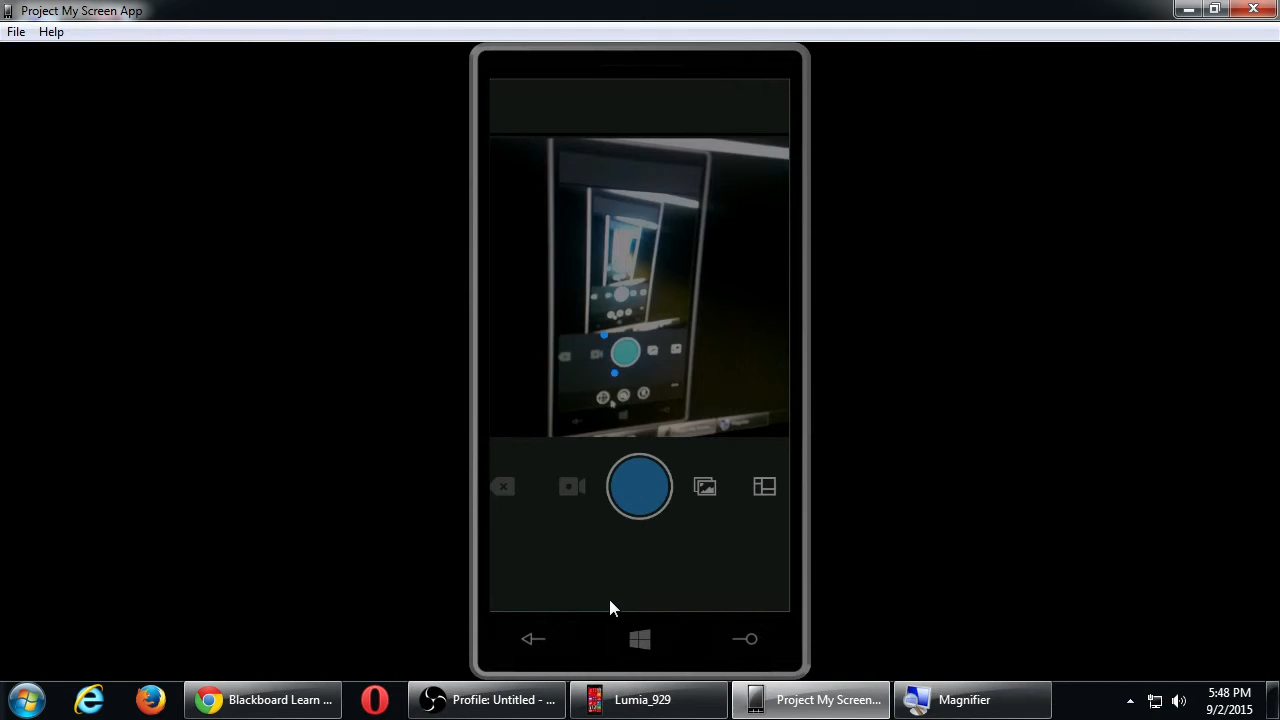 Project My Screen App
File Help
Blackboard Learn ...
Profile: Untitled - ...
Lumia_929
Project My Screen...
Magnifier
5:48 PM
9/2/2015